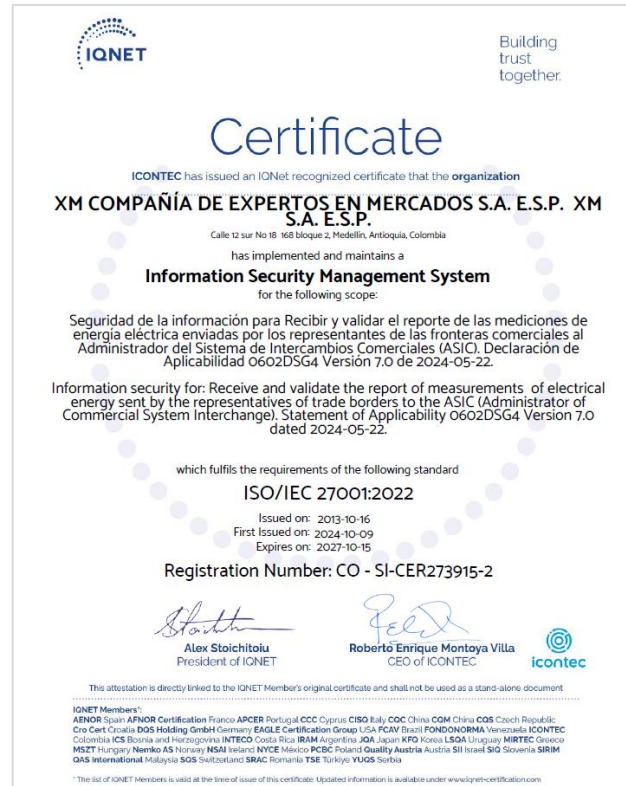 IQNET
Building
trust
together.
Certificate
ICONTEC has issued an IQNet recognized certificate that the organization
XM COMPAÑÍA DE EXPERTOS EN MERCADOS S.A. E.S.P. XM
S.A. E.S.P.
Calle 12 sur No 18 168 bloque 2, Medellín, Antioquia, Colombia
has implemented and maintains a
Information Security Management System
for the following scope:
Seguridad de la información para Recibir y validar el reporte de las mediciones de
energía eléctrica enviadas por los representantes de las fronteras comerciales al
Administrador del Sistema de Intercambios Comerciales (ASIC). Declaración de
Aplicabilidad 0602DSG4 Versión 7.0 de 2024-05-22.
Information security for: Receive and validate the report of measurements of electrical
energy sent by the representatives of trade borders to the ASIC (Administrator of
Commercial System Interchange). Statement of Applicability 0602DSG4 Version 7.0
dated 2024-05-22.
which fulfils the requirements of the following standard
ISO/IEC 27001:2022
Issued on: 2013-10-16
First Issued on: 2024-10-09
Expires on: 2027-10-15
Registration Number: CO - SI-CER273915-2
Alex Stoichitoiu
President of IQNET
Roberto Enrique Montoya Villa
CEO of ICONTEC
icontec
This attestation is directly linked to the IQNET Member's original certificate and shall not be used as a stand-alone document
IQNET Members*:
AENOR Spain AFNOR Certification France APCER Portugal CCC Cyprus CISQ Italy CQC China CQM China CQS Czech Republic
Cro Cert Croatia DQS Holding GmbH Germany EAGLE Certification Group USA FCAV Brazil FONDONORMA Venezuela ICONTEC
Colombia ICS Bosnia and Herzegovina INTECO Costa Rica IRAM Argentina JQA Japan KFQ Korea LSQA Uruguay MIRTEC Greece
MSZT Hungary Nemko AS Norway NSAI Ireland NYCE México PCBC Poland Quality Austria Austria SII Israel SIQ Slovenia SIRIM
QAS International Malaysia SQS Switzerland SRAC Romania TSE Türkiye YUQS Serbia
* The list of IQNET Members is valid at the time of issue of this certificate. Updated information is available under www.iqnet-certification.com